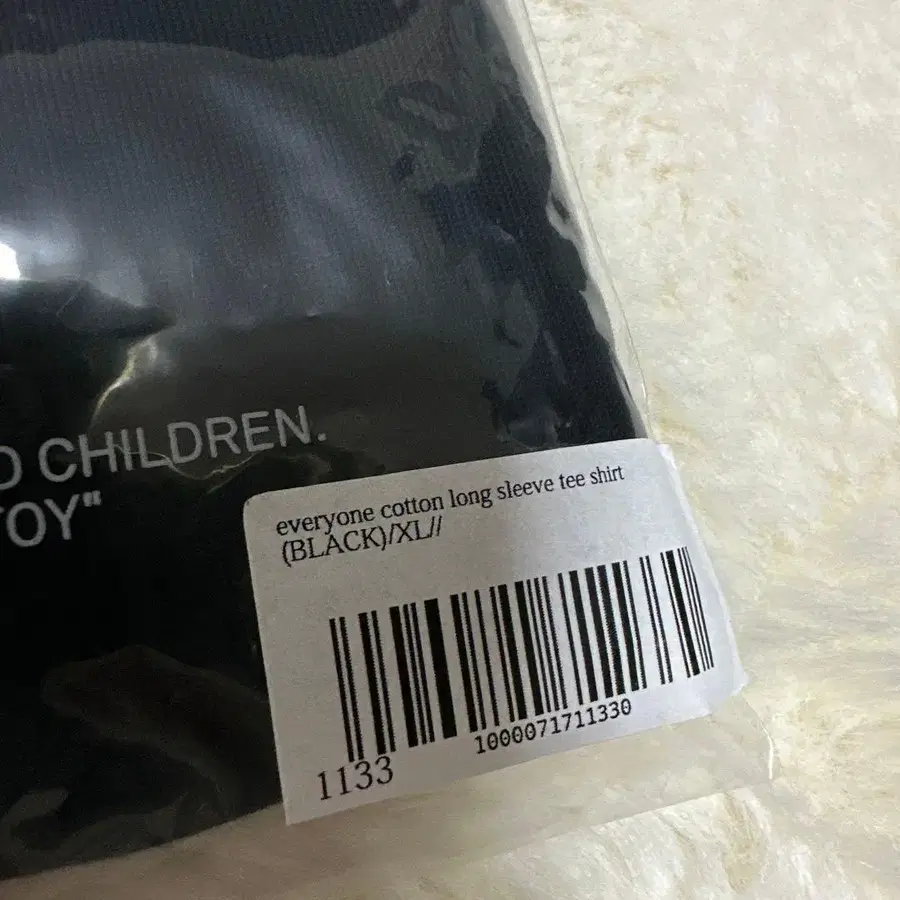 D CHILDREN.
TOY"
everyone cotton long sleeve tee shirt
(BLACK)/XL//
1000071711330
1133